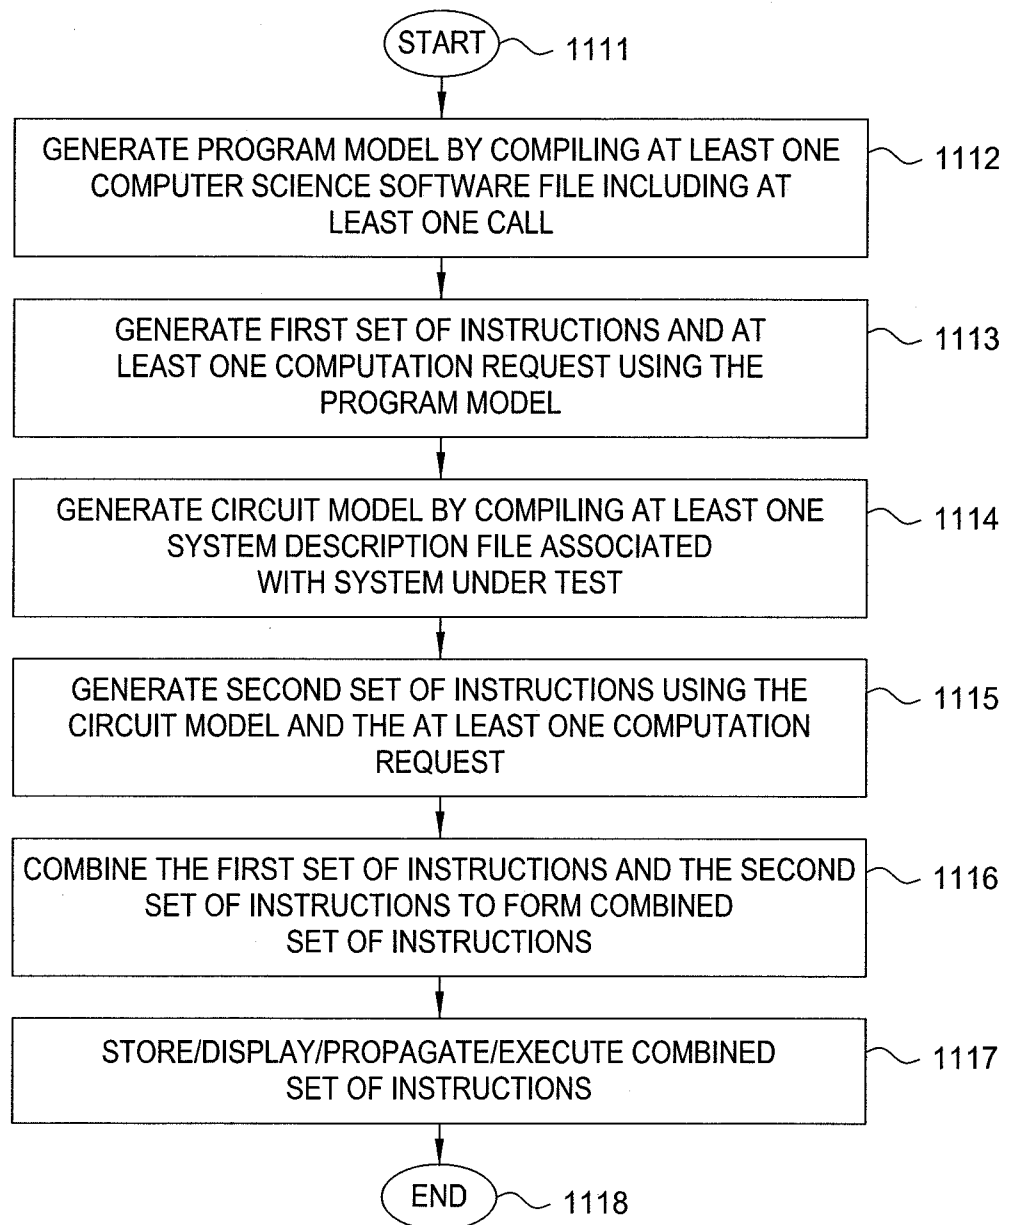 START
1111
GENERATE PROGRAM MODEL BY COMPILING AT LEAST ONE
COMPUTER SCIENCE SOFTWARE FILE INCLUDING AT
LEAST ONE CALL
1112
GENERATE FIRST SET OF INSTRUCTIONS AND AT
LEAST ONE COMPUTATION REQUEST USING THE
PROGRAM MODEL
1113
GENERATE CIRCUIT MODEL BY COMPILING AT LEAST ONE
SYSTEM DESCRIPTION FILE ASSOCIATED
WITH SYSTEM UNDER TEST
1114
GENERATE SECOND SET OF INSTRUCTIONS USING THE
CIRCUIT MODEL AND THE AT LEAST ONE COMPUTATION
REQUEST
1115
COMBINE THE FIRST SET OF INSTRUCTIONS AND THE SECOND
SET OF INSTRUCTIONS TO FORM COMBINED
SET OF INSTRUCTIONS
1116
STORE/DISPLAY/PROPAGATE/EXECUTE COMBINED
SET OF INSTRUCTIONS
1117
END
1118